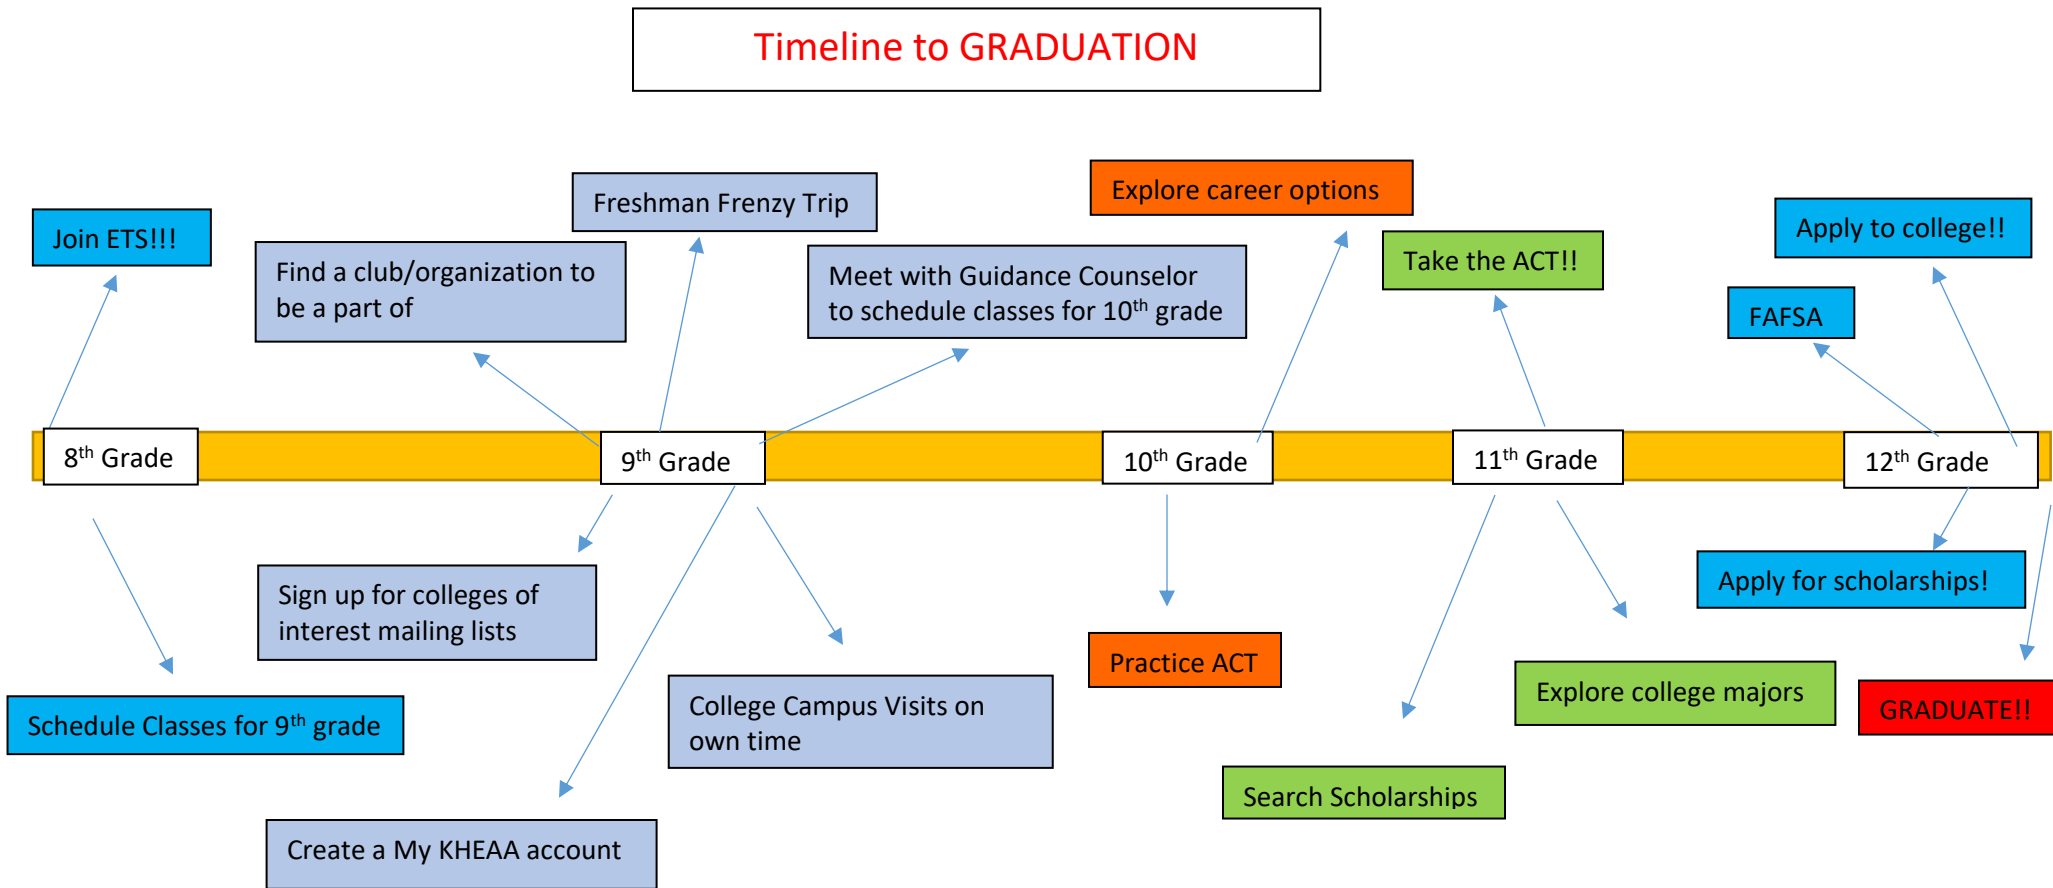 Timeline to GRADUATION
Join ETS!!!
Find a club/organization to
be a part of
Freshman Frenzy Trip
Meet with Guidance Counselor
to schedule classes for 10th grade
Explore career options
Take the ACT!!
Apply to college!!
FAFSA
8th Grade
9th Grade
10th Grade
11th Grade
12th Grade
Schedule Classes for 9th grade
Sign up for colleges of
interest mailing lists
Create a My KHEAA account
College Campus Visits on
own time
Practice ACT
Search Scholarships
Explore college majors
Apply for scholarships!
GRADUATE!!